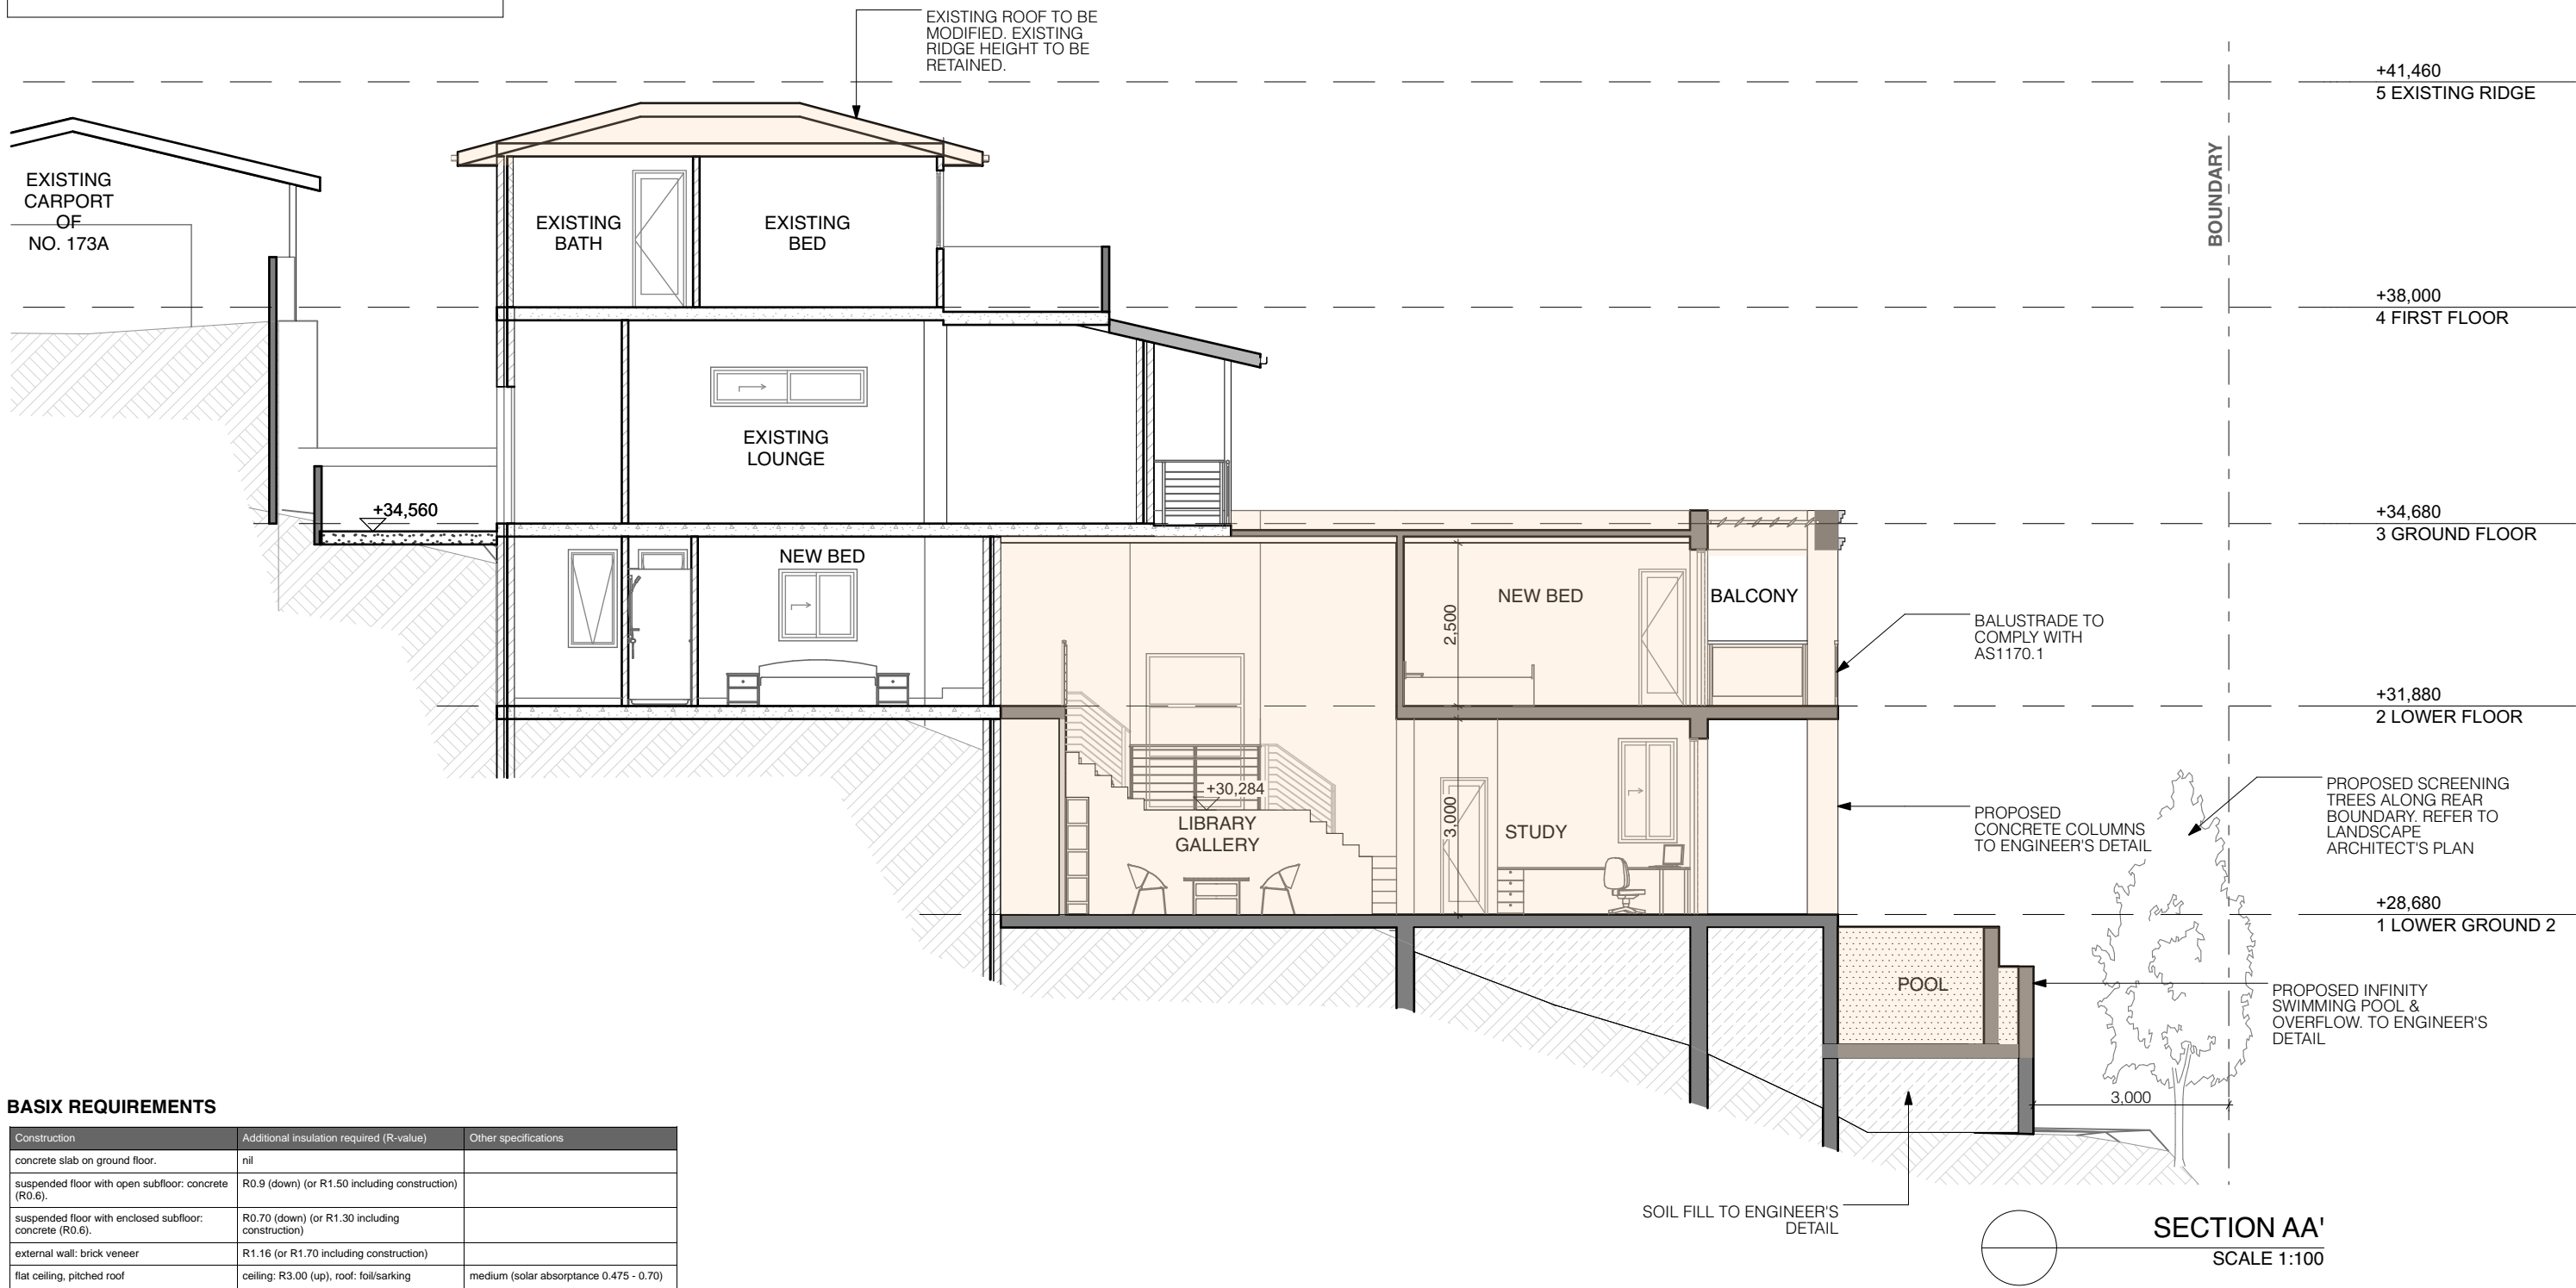 EXISTING ROOF TO BE
MODIFIED. EXISTING
RIDGE HEIGHT TO BE
RETAINED.
+41,460
5 EXISTING RIDGE
BOUNDARY
EXISTING
CARPORT
OF
NO. 173A
EXISTING
BATH
EXISTING
BED
+38,000
4 FIRST FLOOR
EXISTING
LOUNGE
+34,560
+34,680
3 GROUND FLOOR
NEW BED
NEW BED
BALCONY
2,500
BALUSTRADE TO
COMPLY WITH
AS1170.1
+31,880
2 LOWER FLOOR
+30,284
LIBRARY
GALLERY
3,000
STUDY
PROPOSED
CONCRETE COLUMNS
TO ENGINEER'S DETAIL
PROPOSED SCREENING
TREES ALONG REAR
BOUNDARY. REFER TO
LANDSCAPE
ARCHITECT'S PLAN
+28,680
1 LOWER GROUND 2
POOL
PROPOSED INFINITY
SWIMMING POOL &
OVERFLOW. TO ENGINEER'S
DETAIL
3,000
SOIL FILL TO ENGINEER'S
DETAIL
SECTION AA'
SCALE 1:100
BASIX REQUIREMENTS
Construction Additional insulation required (R-value) Other specifications
concrete slab on ground floor. nil
suspended floor with open subfloor: concrete R0.9 (down) (or R1.50 including construction)
(R0.6).
suspended floor with enclosed subfloor: R0.70 (down) (or R1.30 including
concrete (R0.6). construction)
external wall: brick veneer R1.16 (or R1.70 including construction)
flat ceiling, pitched roof ceiling: R3.00 (up), roof: foil/sarking medium (solar absorptance 0.475 - 0.70)